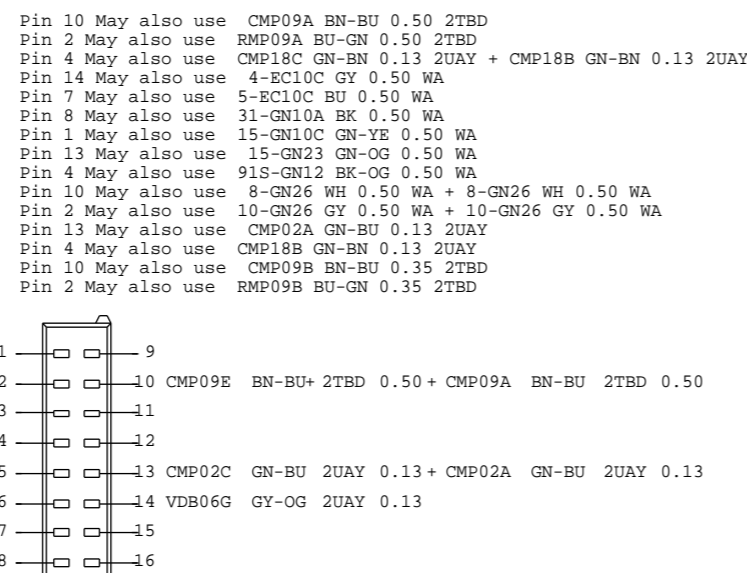 Pin 10 May also use CMP09A BN-BU 0.50 2TBD
Pin 2 May also use RMP09A BU-GN 0.50 2TBD
Pin 4 May also use CMP18C GN-BN 0.13 2UAY + CMP18B GN-BN 0.13 2UAY
Pin 14 May also use 4-EC10C GY 0.50 WA
Pin 7 May also use 5-EC10C BU 0.50 WA
Pin 8 May also use 31-GN10A BK 0.50 WA
Pin 1 May also use 15-GN10C GN-YE 0.50 WA
Pin 13 May also use 15-GN23 GN-OG 0.50 WA
Pin 4 May also use 91S-GN12 BK-OG 0.50 WA
Pin 10 May also use 8-GN26 WH 0.50 WA + 8-GN26 WH 0.50 WA
Pin 2 May also use 10-GN26 GY 0.50 WA + 10-GN26 GY 0.50 WA
Pin 13 May also use CMP02A GN-BU 0.13 2UAY
Pin 4 May also use CMP18B GN-BN 0.13 2UAY
Pin 10 May also use CMP09B BN-BU 0.35 2TBD
Pin 2 May also use RMP09B BU-GN 0.35 2TBD
1 9
2 10 CMP09E BN-BU+ 2TBD 0.50 + CMP09A BN-BU 2TBD 0.50
3 11
4 12
5 13 CMP02C GN-BU 2UAY 0.13 + CMP02A GN-BU 2UAY 0.13
6 14 VDB06G GY-OG 2UAY 0.13
7 15
8 16